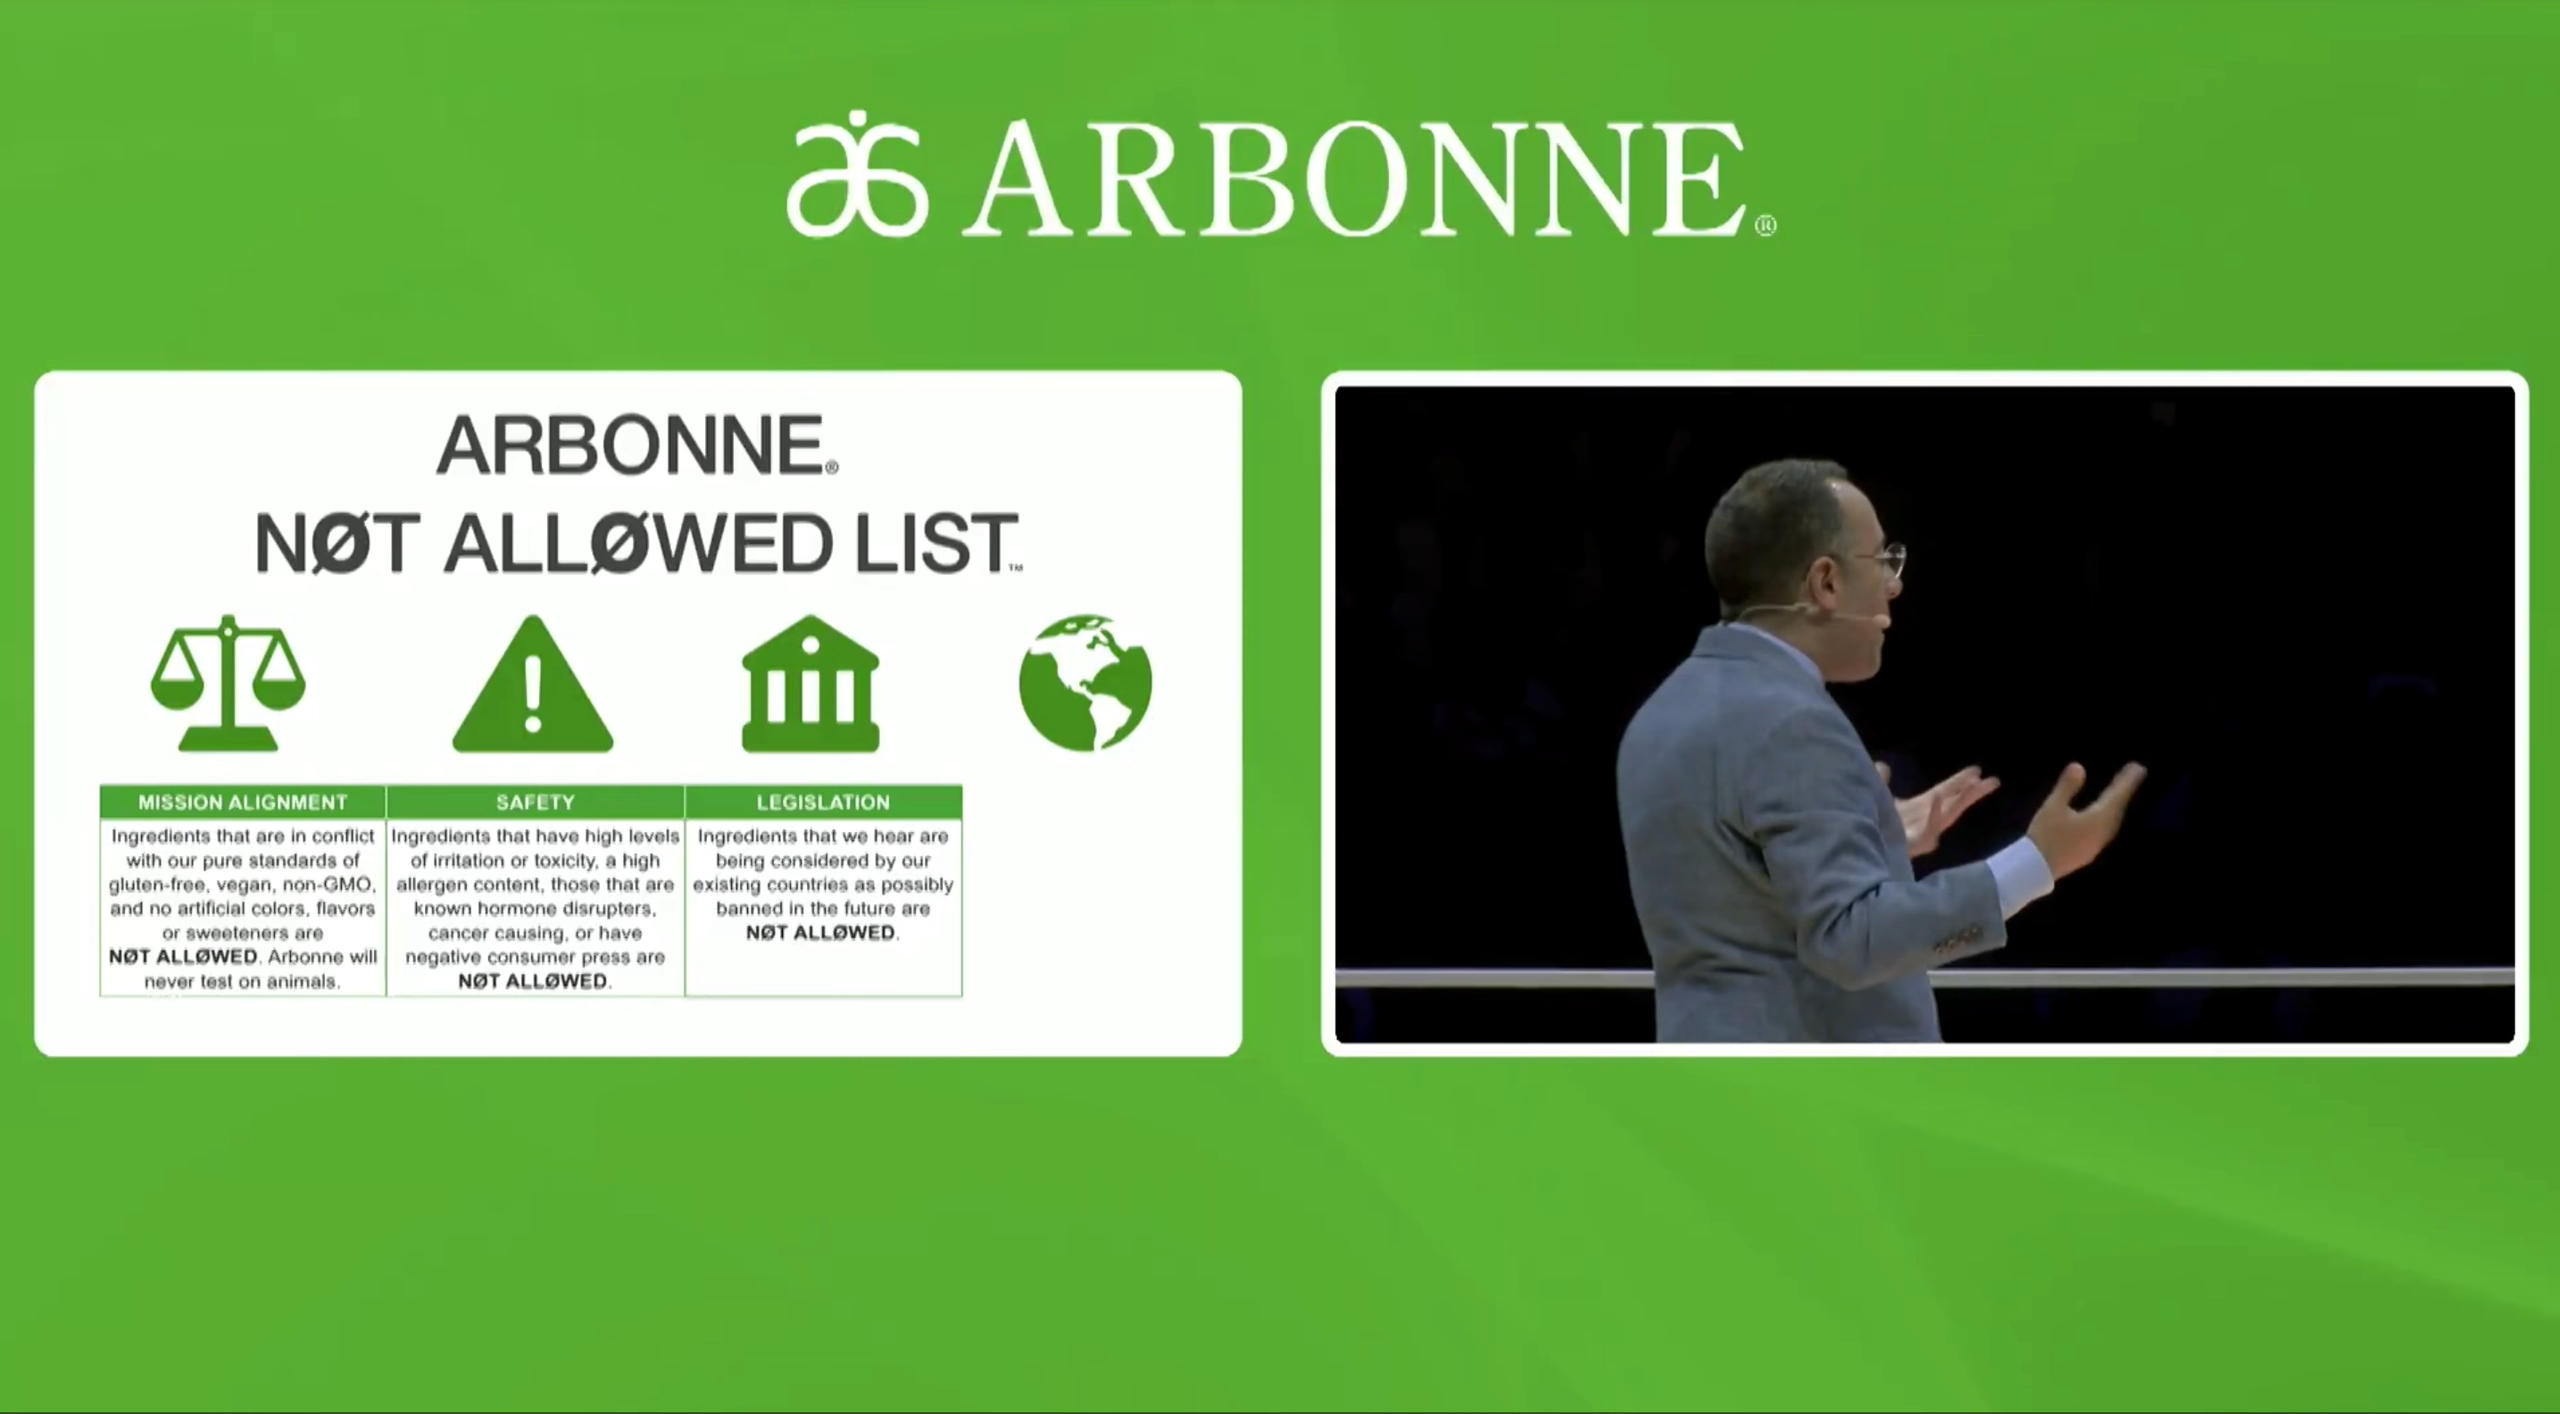 ARBONNE®
ARBONNE®
NØT ALLØWED LIST™
MISSION ALIGNMENT
Ingredients that are in conflict
with our pure standards of
gluten-free, vegan, non-GMO,
and no artificial colors, flavors
or sweeteners are
NØT ALLØWED. Arbonne will
never test on animals.
SAFETY
Ingredients that have high levels
of irritation or toxicity, a high
allergen content, those that are
known hormone disrupters,
cancer causing, or have
negative consumer press are
NØT ALLØWED.
LEGISLATION
Ingredients that we hear are
being considered by our
existing countries as possibly
banned in the future are
NØT ALLØWED.